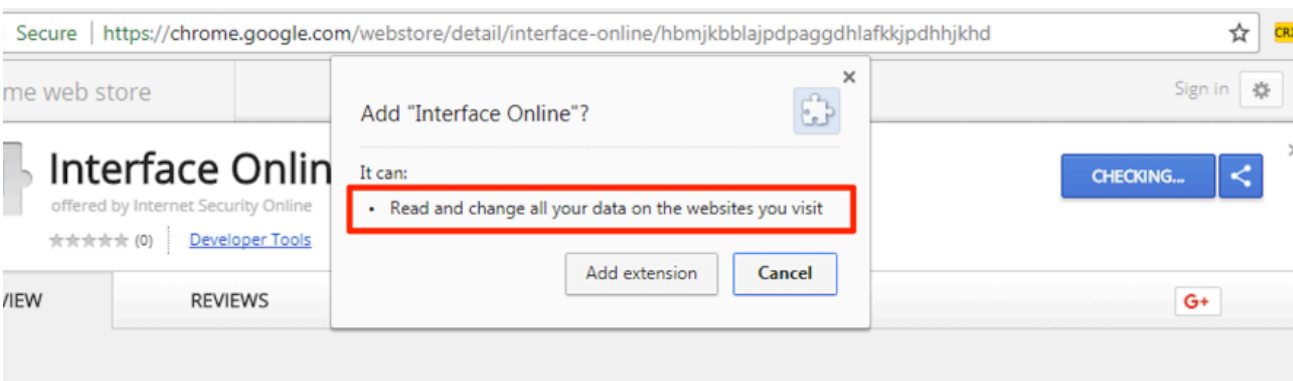 Secure | https://chrome.google.com/webstore/detail/interface-online/hbmjkbblajpdpaggdhlafkkjpdhhjkhd
CRX
me web store
Sign in
Add "Interface Online"?
Interface Onlin
offered by Internet Security Online
(0) Developer Tools
It can:
• Read and change all your data on the websites you visit
CHECKING...
Add extension
Cancel
VIEW
REVIEWS
G+